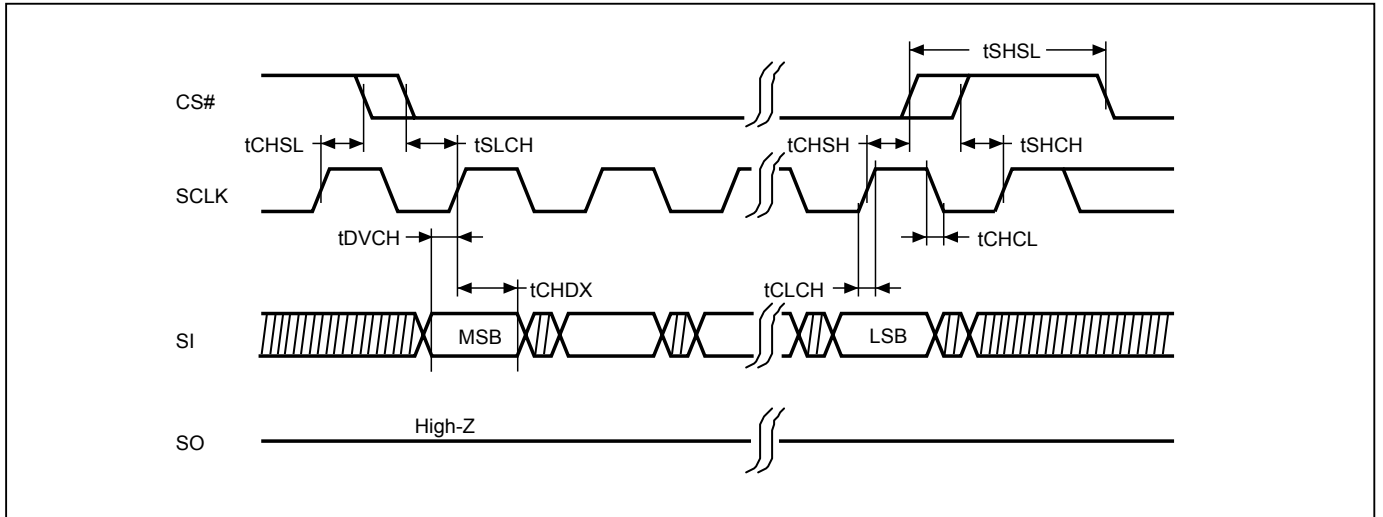 tSHSL
CS#
tCHSL
tSLCH
tCHSH
tSHCH
SCLK
tDVCH
tCHCL
tCHDX
tCLCH
SI
MSB
LSB
High-Z
SO